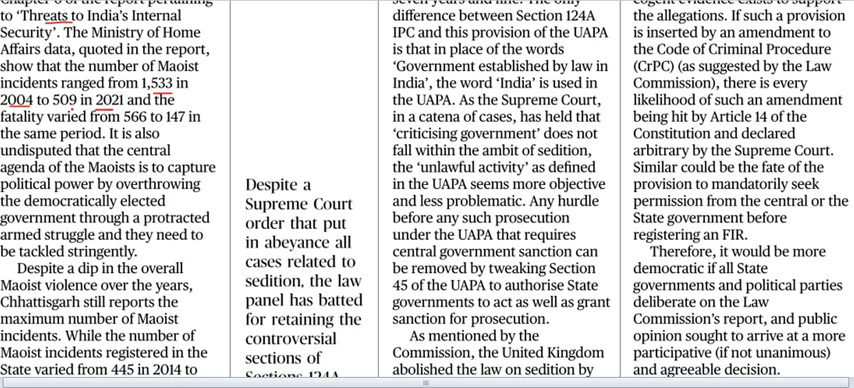 to ‘Threats to India’s Internal
Security’. The Ministry of Home
Affairs data, quoted in the report,
show that the number of Maoist
incidents ranged from 1,533 in
2004 to 509 in 2021 and the
fatality varied from 566 to 147 in
the same period. It is also
undisputed that the central
agenda of the Maoists is to capture
political power by overthrowing
the democratically elected
government through a protracted
armed struggle and they need to
be tackled stringently.
Despite a dip in the overall
Maoist violence over the years,
Chhattisgarh still reports the
maximum number of Maoist
incidents. While the number of
Maoist incidents registered in the
State varied from 445 in 2014 to
Despite a
Supreme Court
order that put
in abeyance all
cases related to
sedition, the law
panel has batted
for retaining the
controversial
sections of
Sections 124A
years and fine. The only
difference between Section 124A
IPC and this provision of the UAPA
is that in place of the words
‘Government established by law in
India’, the word ‘India’ is used in
the UAPA. As the Supreme Court,
in a catena of cases, has held that
‘criticising government’ does not
fall within the ambit of sedition,
the ‘unlawful activity’ as defined
in the UAPA seems more objective
and less problematic. Any hurdle
before any such prosecution
under the UAPA that requires
central government sanction can
be removed by tweaking Section
45 of the UAPA to authorise State
governments to act as well as grant
sanction for prosecution.
As mentioned by the
Commission, the United Kingdom
abolished the law on sedition by
cogent evidence exists to support
the allegations. If such a provision
is inserted by an amendment to
the Code of Criminal Procedure
(CrPC) (as suggested by the Law
Commission), there is every
likelihood of such an amendment
being hit by Article 14 of the
Constitution and declared
arbitrary by the Supreme Court.
Similar could be the fate of the
provision to mandatorily seek
permission from the central or the
State government before
registering an FIR.
Therefore, it would be more
democratic if all State
governments and political parties
deliberate on the Law
Commission’s report, and public
opinion sought to arrive at a more
participative (if not unanimous)
and agreeable decision.